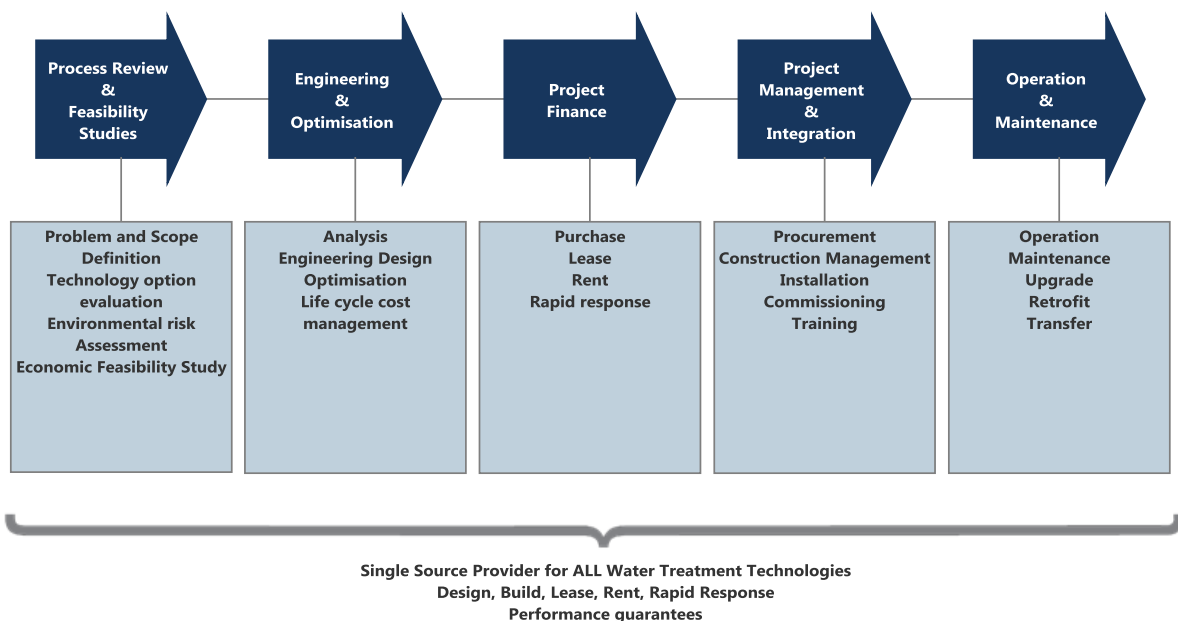 Process Review
&
Feasibility
Studies
Engineering
&
Optimisation
Project
Finance
Project
Management
&
Integration
Operation
&
Maintenance
Problem and Scope
Definition
Technology option
evaluation
Environmental risk
Assessment
Economic Feasibility Study
Analysis
Engineering Design
Optimisation
Life cycle cost
management
Purchase
Lease
Rent
Rapid response
Procurement
Construction Management
Installation
Commissioning
Training
Operation
Maintenance
Upgrade
Retrofit
Transfer
Single Source Provider for ALL Water Treatment Technologies
Design, Build, Lease, Rent, Rapid Response
Performance guarantees